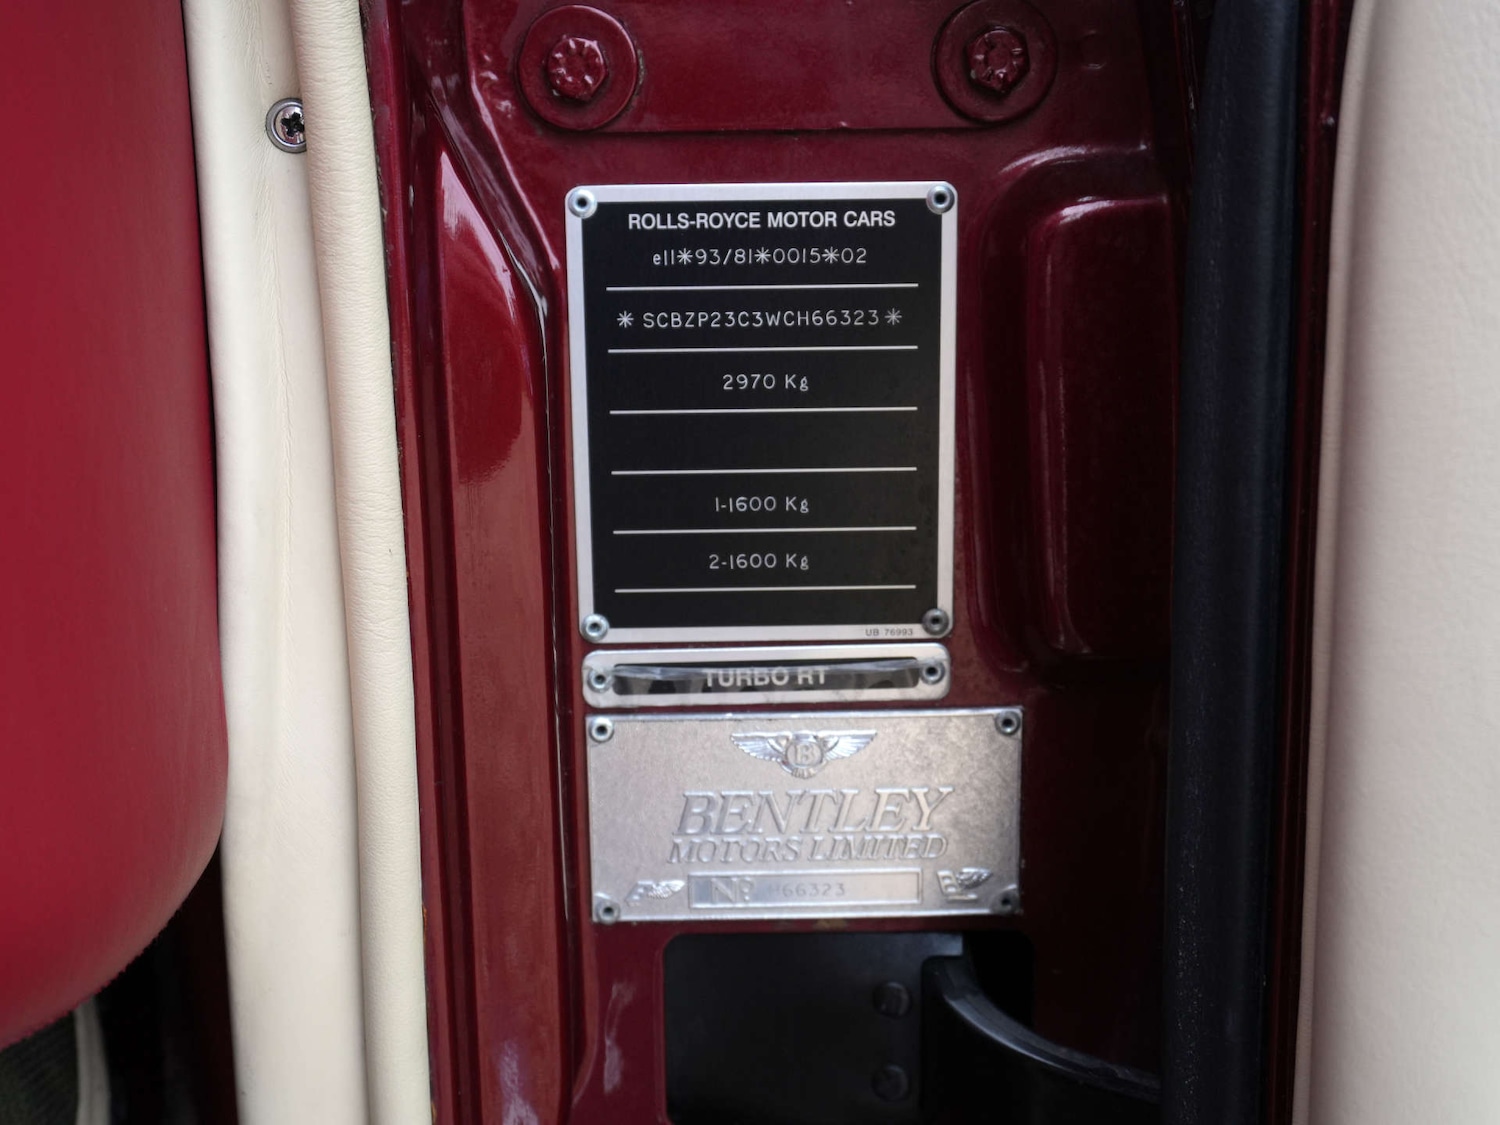 ROLLS-ROYCE MOTOR CARS
e11*93/81*0015*02
* SCBZP23C3WCH66323 *
2970 Kg
1-1600 Kg
2-1600 Kg
UB 76993
TURBO RT
B
BENTLEY
MOTORS LIMITED
Nº H66323